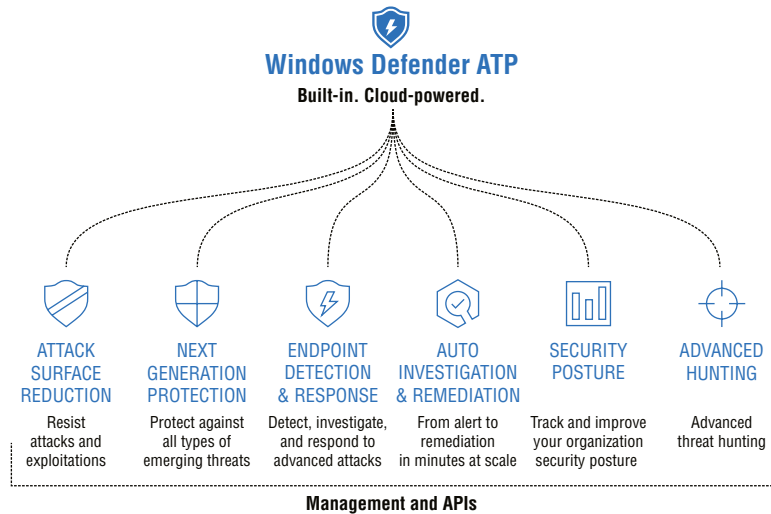 Windows Defender ATP
Built-in. Cloud-powered.
ATTACK
SURFACE
REDUCTION
Resist
attacks and
exploitations
NEXT
GENERATION
PROTECTION
Protect against
all types of
emerging threats
ENDPOINT
DETECTION
& RESPONSE
Detect, investigate,
and respond to
advanced attacks
AUTO
INVESTIGATION
& REMEDIATION
From alert to
remediation
in minutes at scale
SECURITY
POSTURE
Track and improve
your organization
security posture
ADVANCED
HUNTING
Advanced
threat hunting
Management and APIs